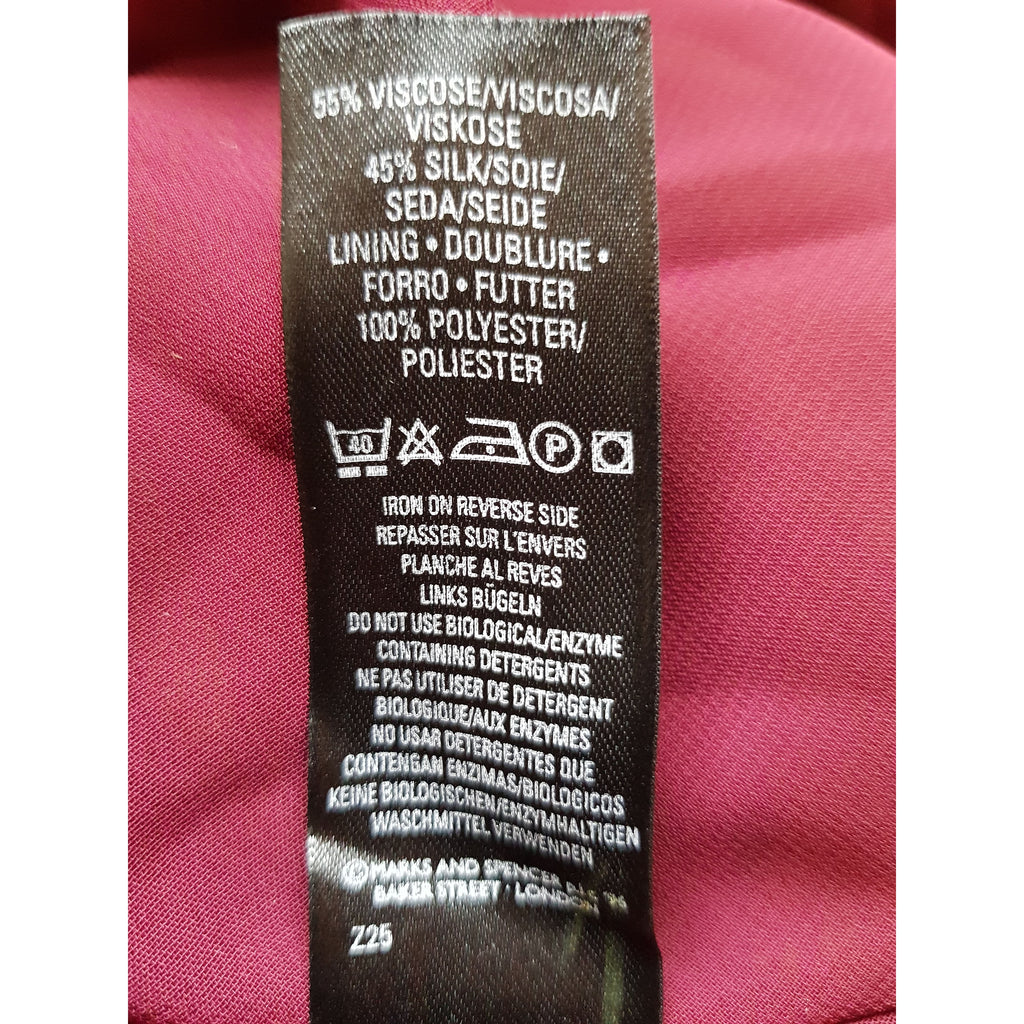 55% VISCOSE/VISCOSA/
VISKOSE
45% SILK/SOIE/
SEDA/SEIDE
LINING • DOUBLURE •
FORRO • FUTTER
100% POLYESTER/
POLIESTER
40 P
IRON ON REVERSE SIDE
REPASSER SUR L'ENVERS
PLANCHE AL REVES
LINKS BÜGELN
DO NOT USE BIOLOGICAL/ENZYME
CONTAINING DETERGENTS
NE PAS UTILISER DE DETERGENT
BIOLOGIQUE/AUX ENZYMES
NO USAR DETERGENTES QUE
CONTENGAN ENZIMAS/BIOLOGICOS
KEINE BIOLOGISCHEN/ENZYMHALTIGEN
WASCHMITTEL VERWENDEN
© MARKS AND SPENCER
BAKER STREET · LONDON
Z25